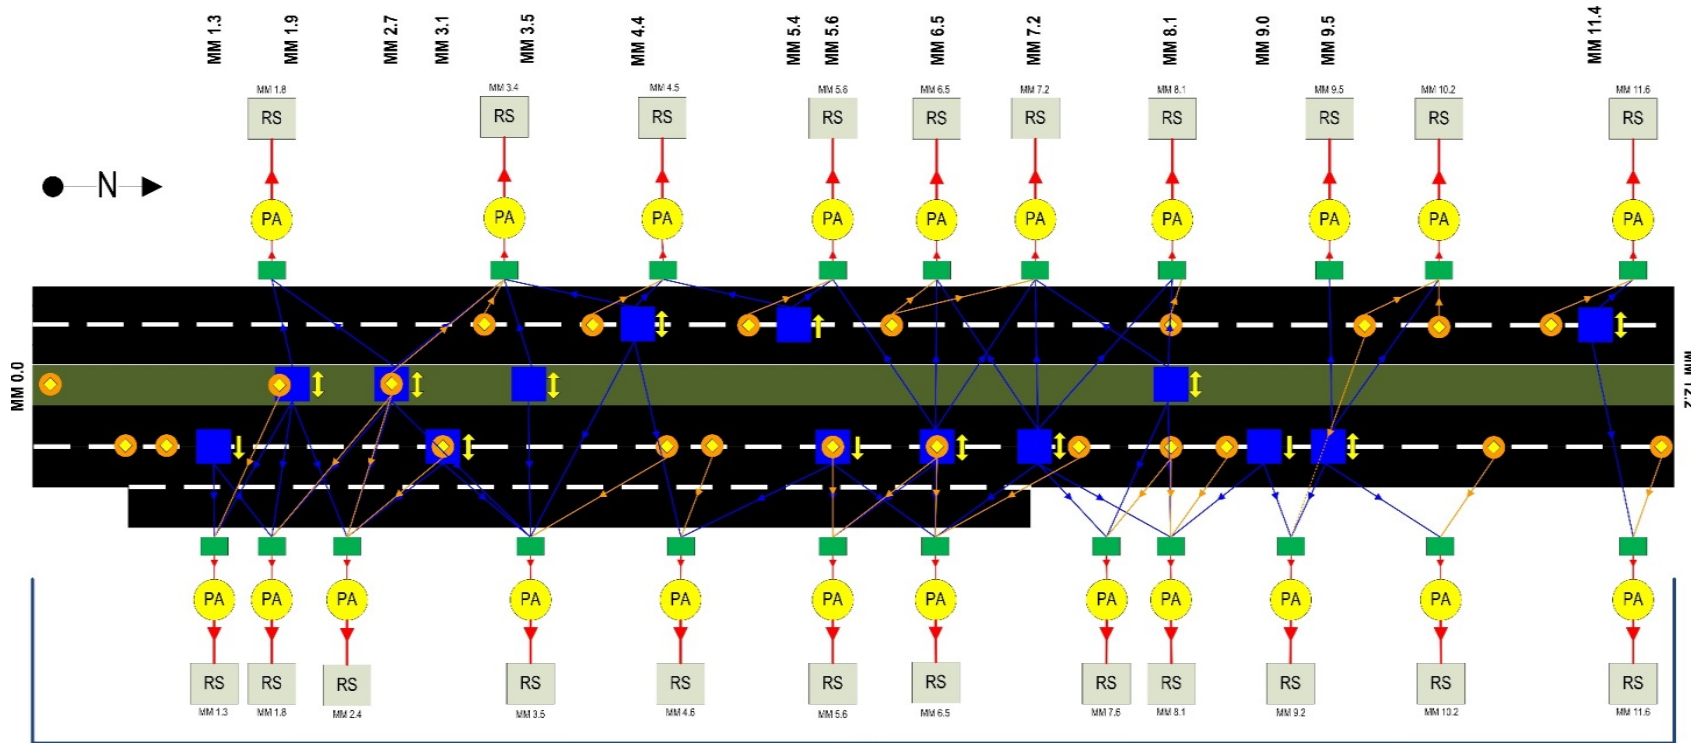 MM 1.3
MM 1.9
MM 2.7
MM 3.1
MM 3.5
MM 4.4
MM 5.4
MM 5.6
MM 6.5
MM 7.2
MM 8.1
MM 9.0
MM 9.5
MM 11.4
MM 1.8
MM 3.4
MM 4.5
MM 5.6
MM 6.5
MM 7.2
MM 8.1
MM 9.5
MM 10.2
MM 11.6
RS
RS
RS
RS
RS
RS
RS
RS
RS
RS
N
PA
PA
PA
PA
PA
PA
PA
PA
PA
PA
MM 0.0
MM 12.2
PA
PA
PA
PA
PA
PA
PA
PA
PA
PA
PA
PA
RS
RS
RS
RS
RS
RS
RS
RS
RS
RS
RS
RS
MM 1.3
MM 1.8
MM 2.4
MM 3.5
MM 4.6
MM 5.6
MM 6.5
MM 7.6
MM 8.1
MM 9.2
MM 10.2
MM 11.6